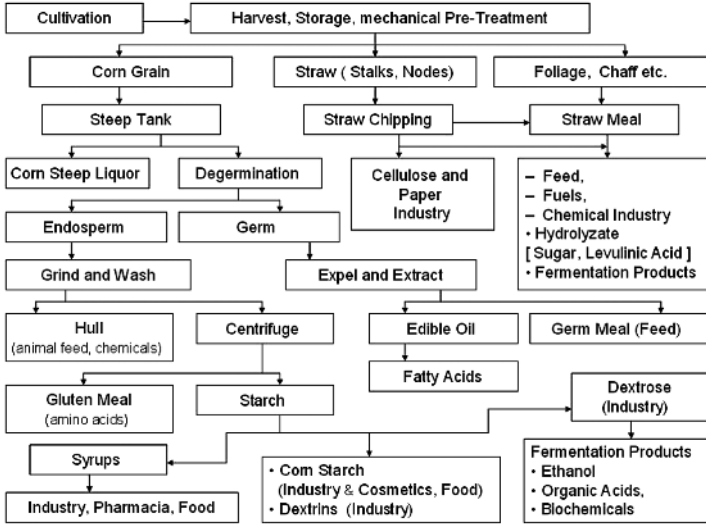 Cultivation
Harvest, Storage, mechanical Pre-Treatment
Corn Grain
Straw ( Stalks, Nodes)
Foliage, Chaff etc.
Steep Tank
Straw Chipping
Straw Meal
Corn Steep Liquor
Degermination
Cellulose and
Paper
Industry
– Feed,
– Fuels,
– Chemical Industry
• Hydrolyzate
[ Sugar, Levulinic Acid ]
• Fermentation Products
Endosperm
Germ
Grind and Wash
Expel and Extract
Hull
(animal feed, chemicals)
Centrifuge
Edible Oil
Germ Meal (Feed)
Fatty Acids
Gluten Meal
(amino acids)
Starch
Dextrose
(Industry)
Syrups
• Corn Starch
(Industry & Cosmetics, Food)
• Dextrins (Industry)
Fermentation Products
• Ethanol
• Organic Acids,
• Biochemicals
Industry, Pharmacia, Food